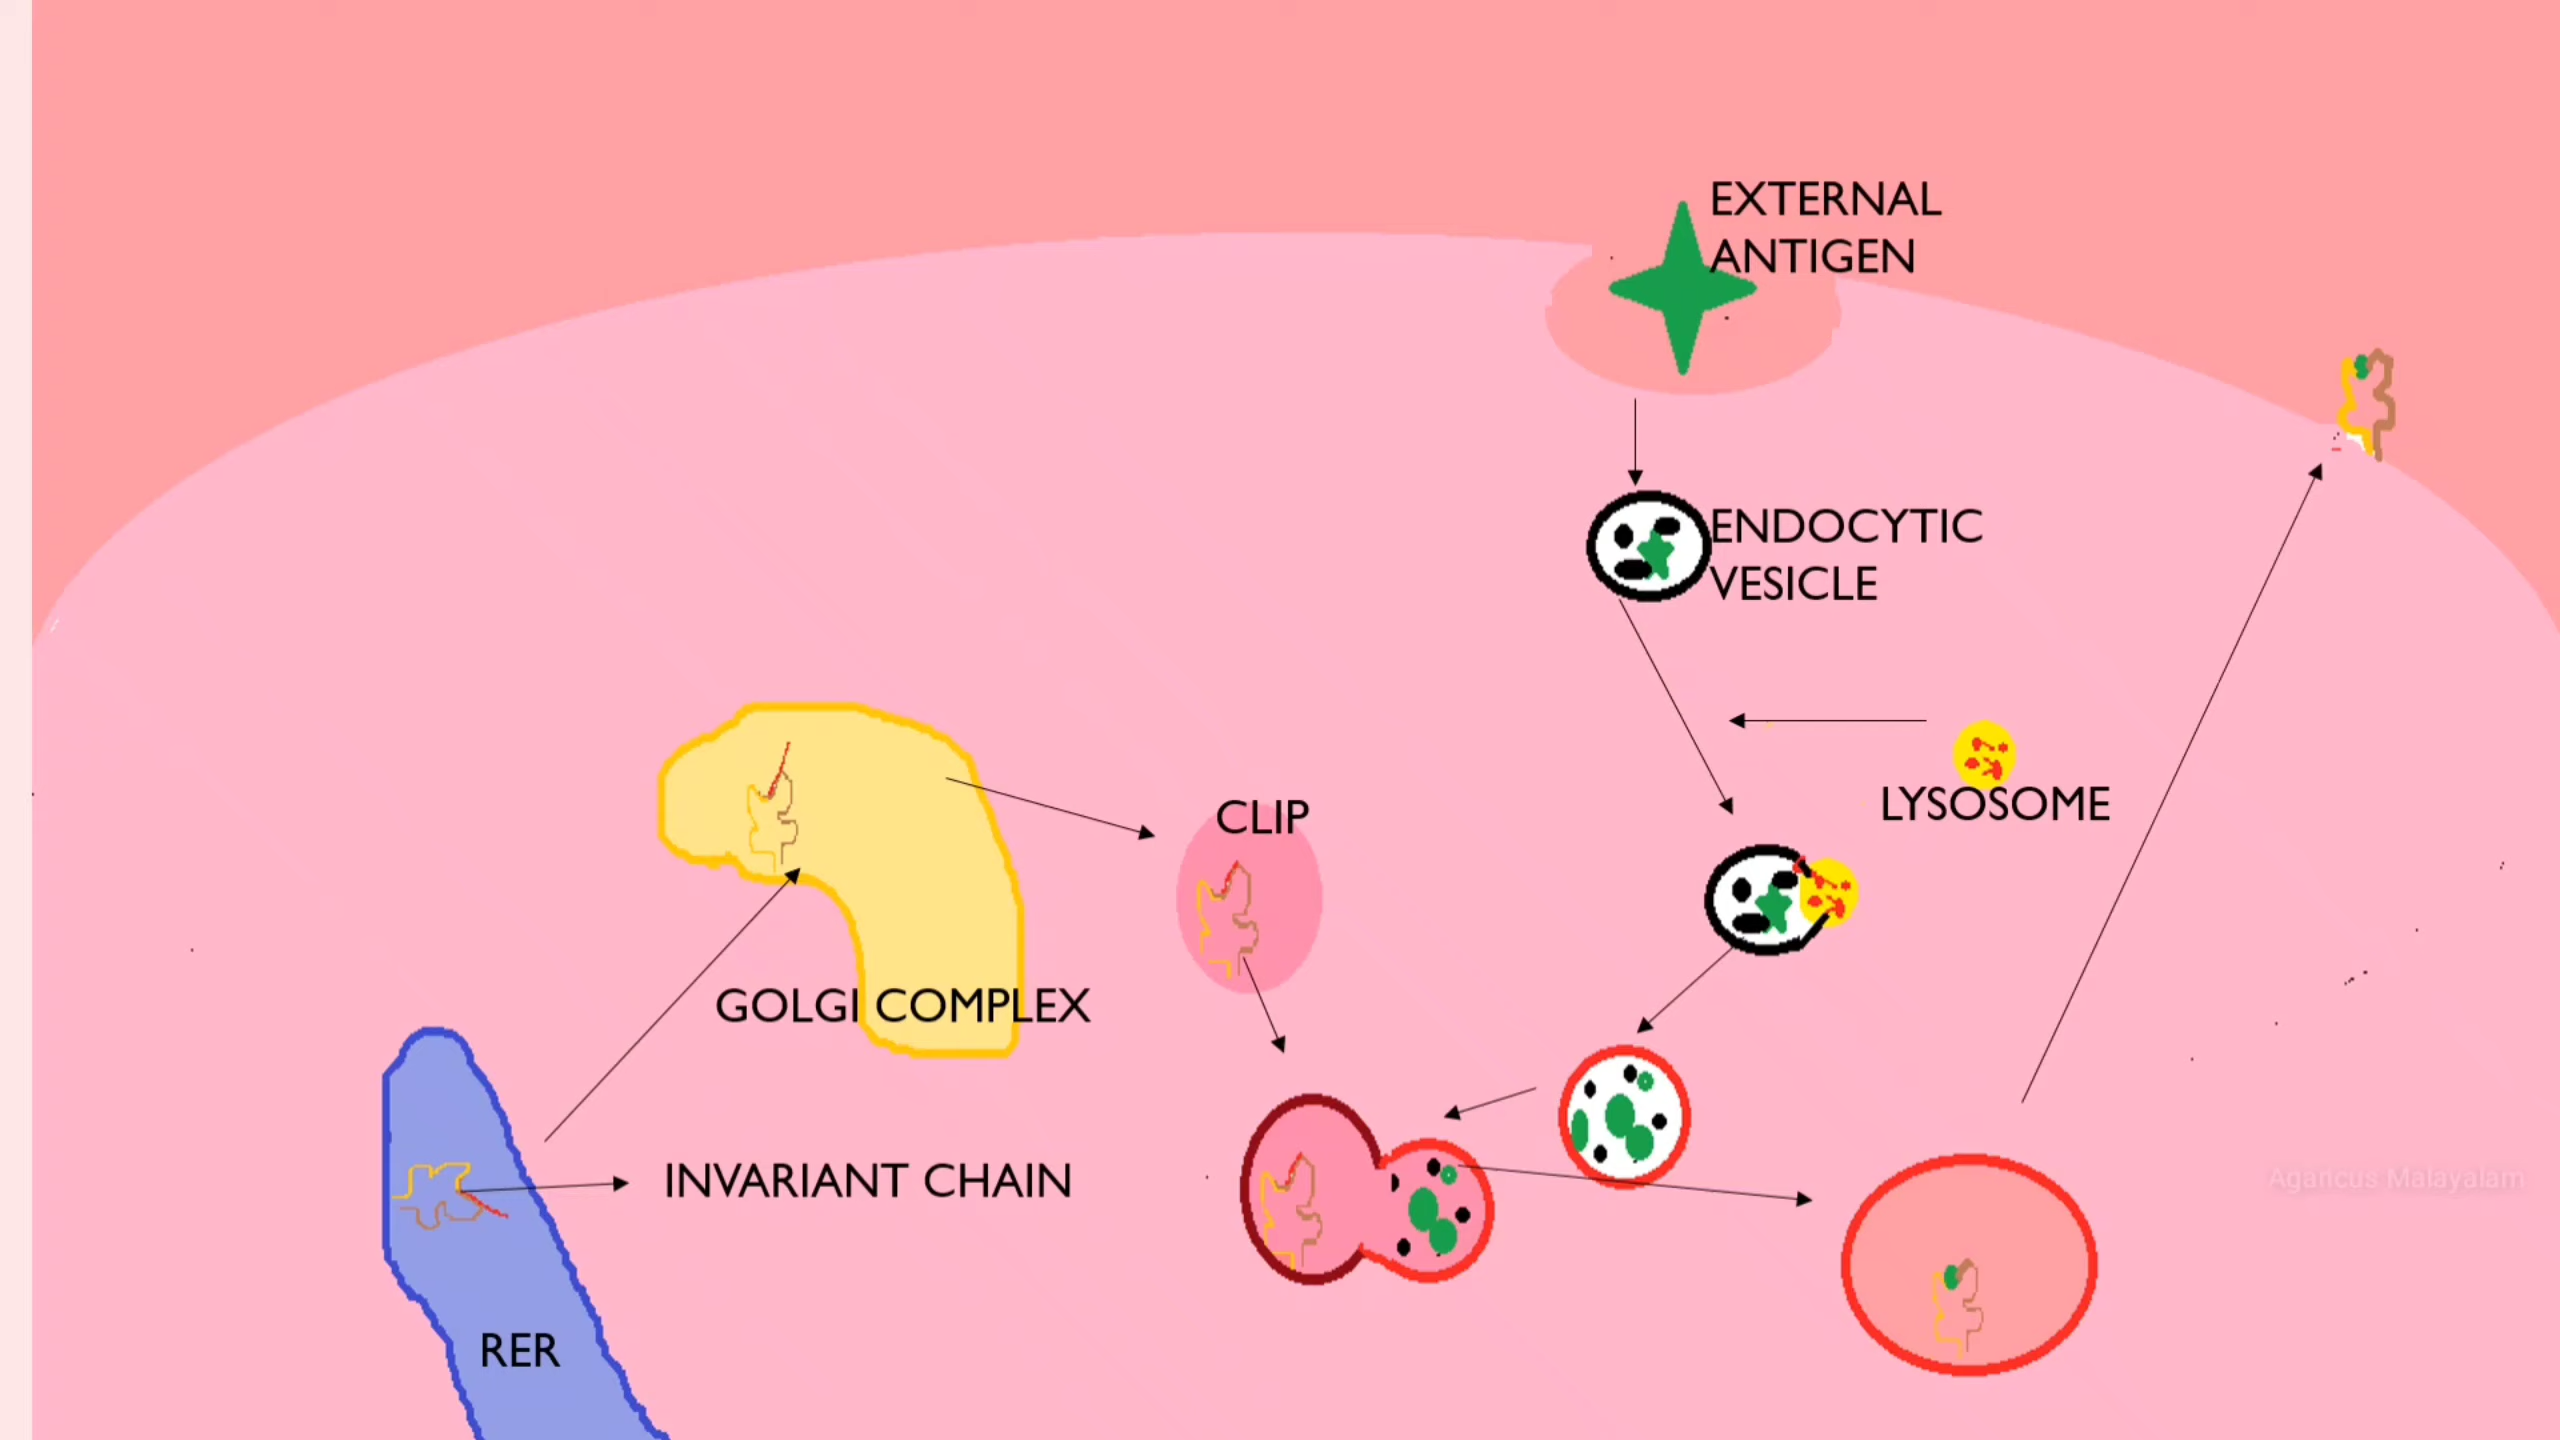 EXTERNAL
ANTIGEN
ENDOCYTIC
VESICLE
LYSOSOME
CLIP
GOLGI COMPLEX
INVARIANT CHAIN
Agaricus Malayalam
RER